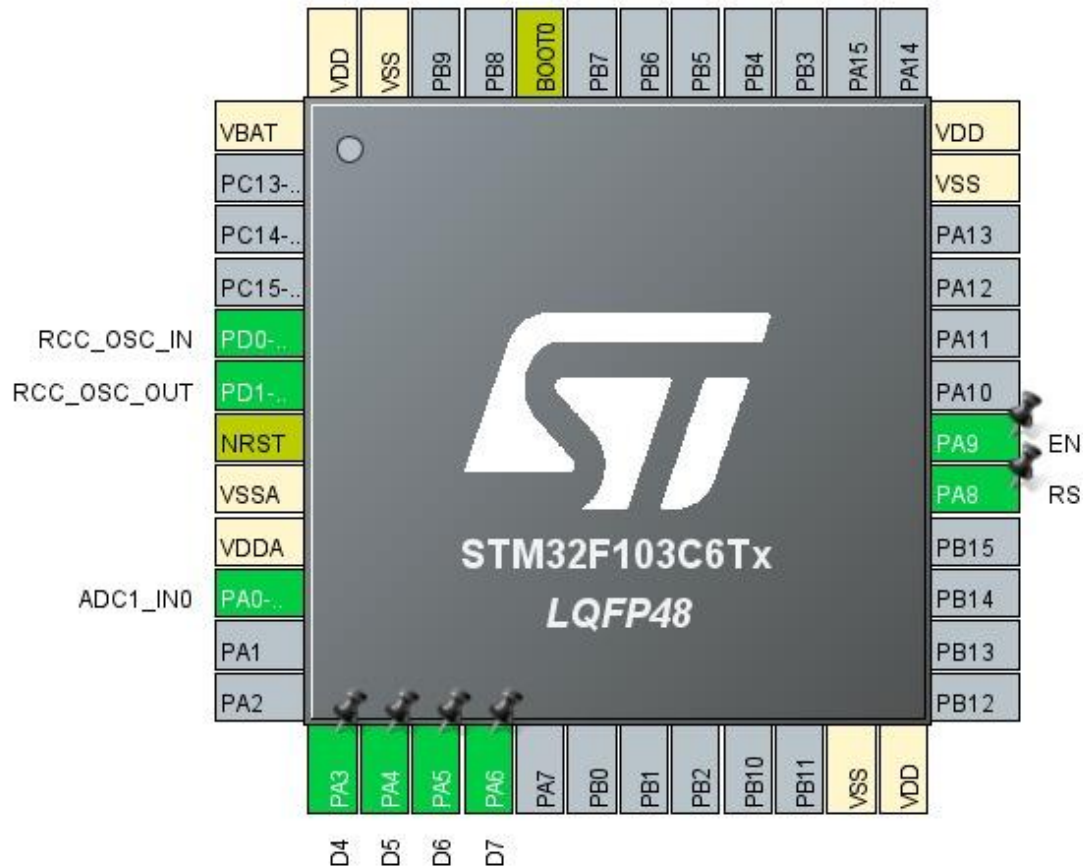 VDD
VSS
PB9
PB8
BOOT0
PB7
PB6
PB5
PB4
PB3
PA15
PA14
VBAT
PC13-..
PC14-..
PC15-..
RCC_OSC_IN PD0-..
RCC_OSC_OUT PD1-..
NRST
VSSA
VDDA
ADC1_IN0 PA0-..
PA1
PA2
VDD
VSS
PA13
PA12
PA11
PA10
PA9 EN
PA8 RS
PB15
PB14
PB13
PB12
ST
STM32F103C6Tx
LQFP48
PA3
PA4
PA5
PA6
PA7
PB0
PB1
PB2
PB10
PB11
VSS
VDD
D4
D5
D6
D7